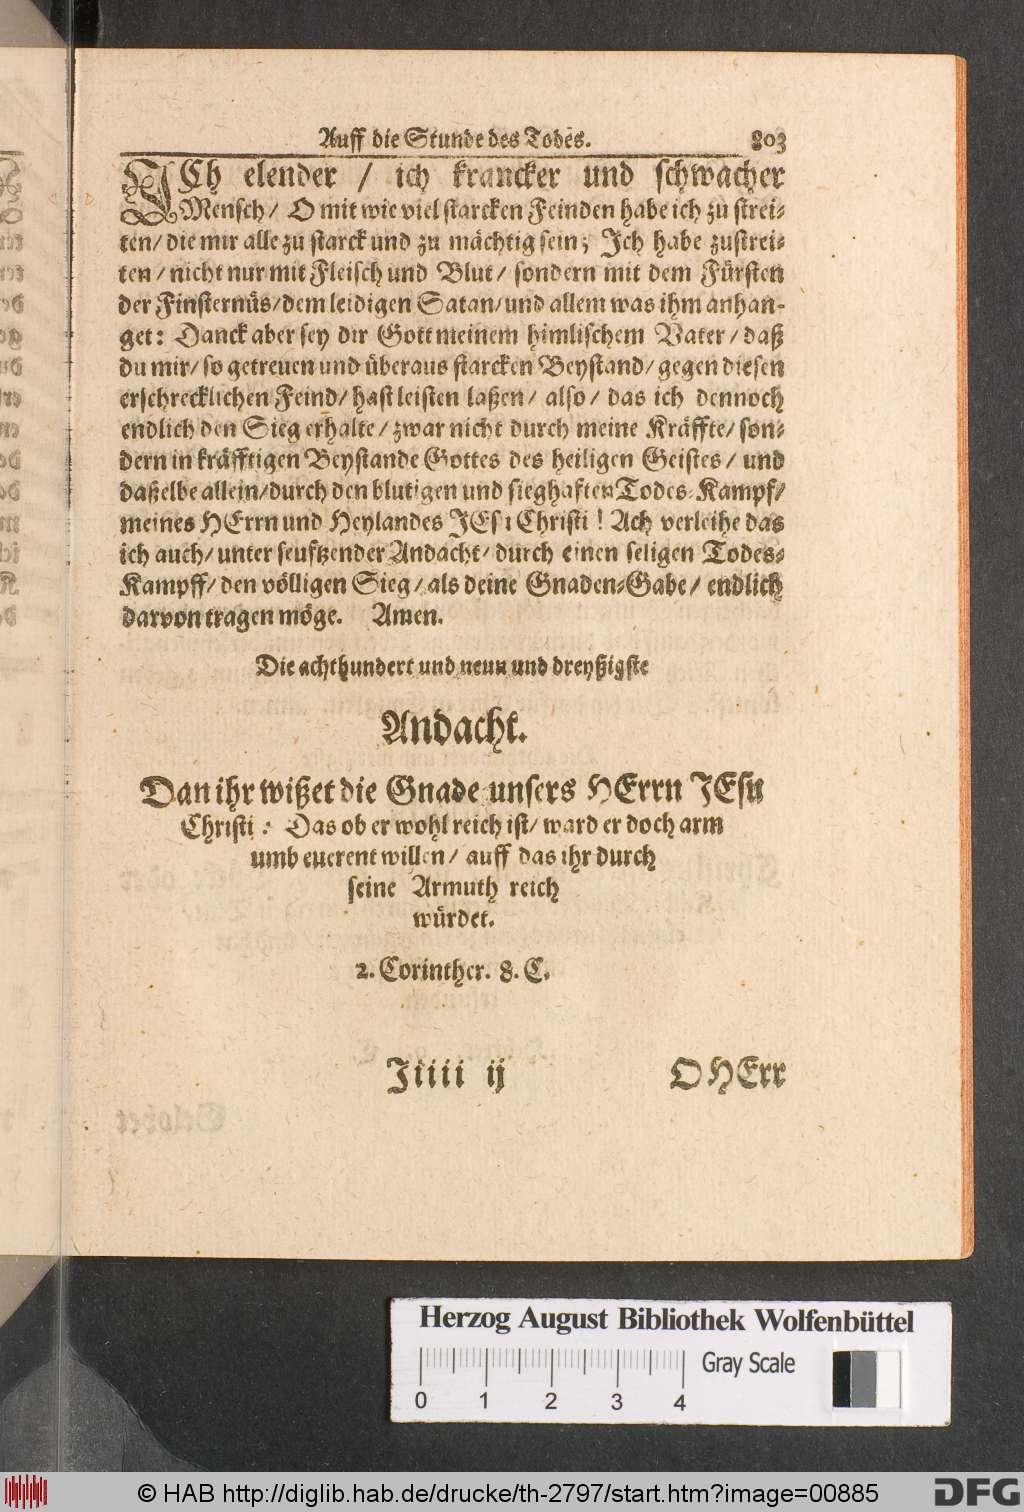 Auff die Stunde des Todes. 803
ICh elender / ich krancker und schwacher
Mensch / O mit wie viel starcken Feinden habe ich zu strei-
ten / die mir alle zu starck und zu mächtig sein; Ich habe zustrei-
ten / nicht nur mit Fleisch und Blut / sondern mit dem Fürsten
der Finsternüs / dem leidigen Satan / und allem was ihm anhan-
get: Danck aber sey dir Gott meinem himlischem Vater / daß
du mir / so getreuen und überaus starcken Beystand / gegen diesen
erschrecklichen Feind / hast leisten laßen / also / das ich dennoch
endlich den Sieg erhalte / zwar nicht durch meine Kräffte / son-
dern in kräfftigen Beystande Gottes des heiligen Geistes / und
daßelbe allein / durch den blutigen und sieghaften Todes-Kampf /
meines HErrn und Heylandes JEsu Christi ! Ach verleihe das
ich auch / unter seufftzender Andacht / durch einen seligen Todes-
Kampff / den völligen Sieg / als deine Gnaden-Gabe / endlich
darvon tragen möge. Amen.
Die achthundert und neun und dreyßigste
Andacht.
Dan ihr wißet die Gnade unsers HErrn JEsu
Christi : Das ob er wohl reich ist / ward er doch arm
umb euerent willen / auff das ihr durch
seine Armuth reich
würdet.
2. Corinther. 8. C.
Jiiii ij O HErr
Herzog August Bibliothek Wolfenbüttel
Gray Scale
0 1 2 3 4
© HAB http://diglib.hab.de/drucke/th-2797/start.htm?image=00885
DFG